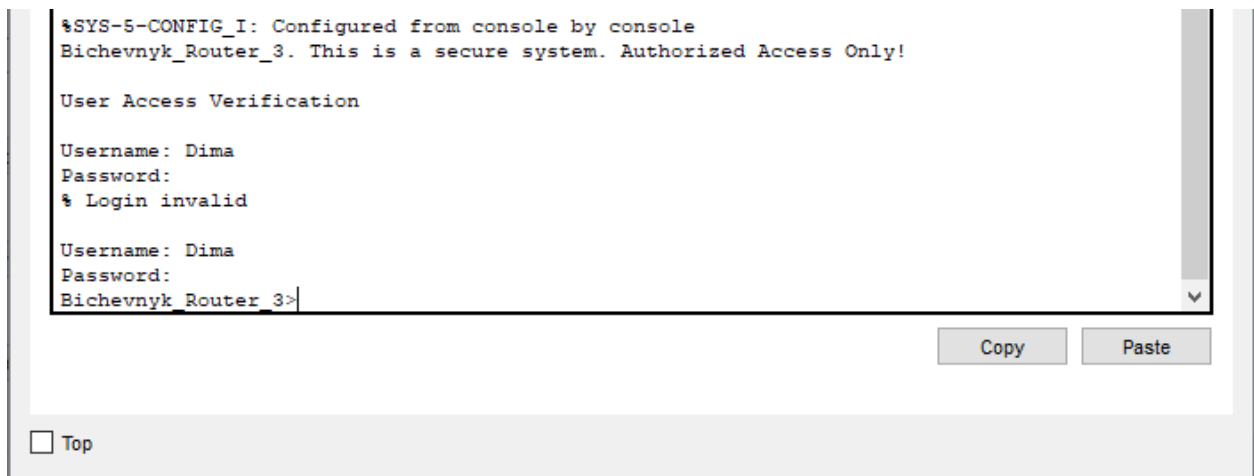 %SYS-5-CONFIG_I: Configured from console by console
Bichevnyk_Router_3. This is a secure system. Authorized Access Only!
User Access Verification
Username: Dima
Password:
% Login invalid
Username: Dima
Password:
Bichevnyk_Router_3>
Copy
Paste
Top